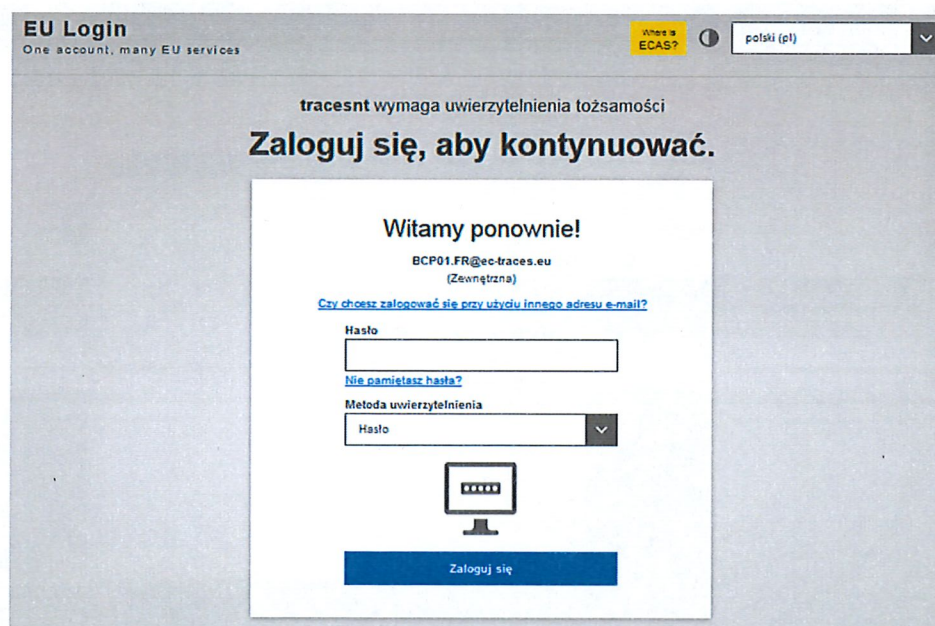 EU Login
One account, many EU services
Where is
ECAS?
polski (pl)
tracesnt wymaga uwierzytelnienia tożsamości
Zaloguj się, aby kontynuować.
Witamy ponownie!
BCP01.FR@ec-traces.eu
(Zewnętrzna)
Czy chcesz zalogować się przy użyciu innego adresu e-mail?
Hasło
Nie pamiętasz hasła?
Metoda uwierzytelnienia
Hasło
Zaloguj się